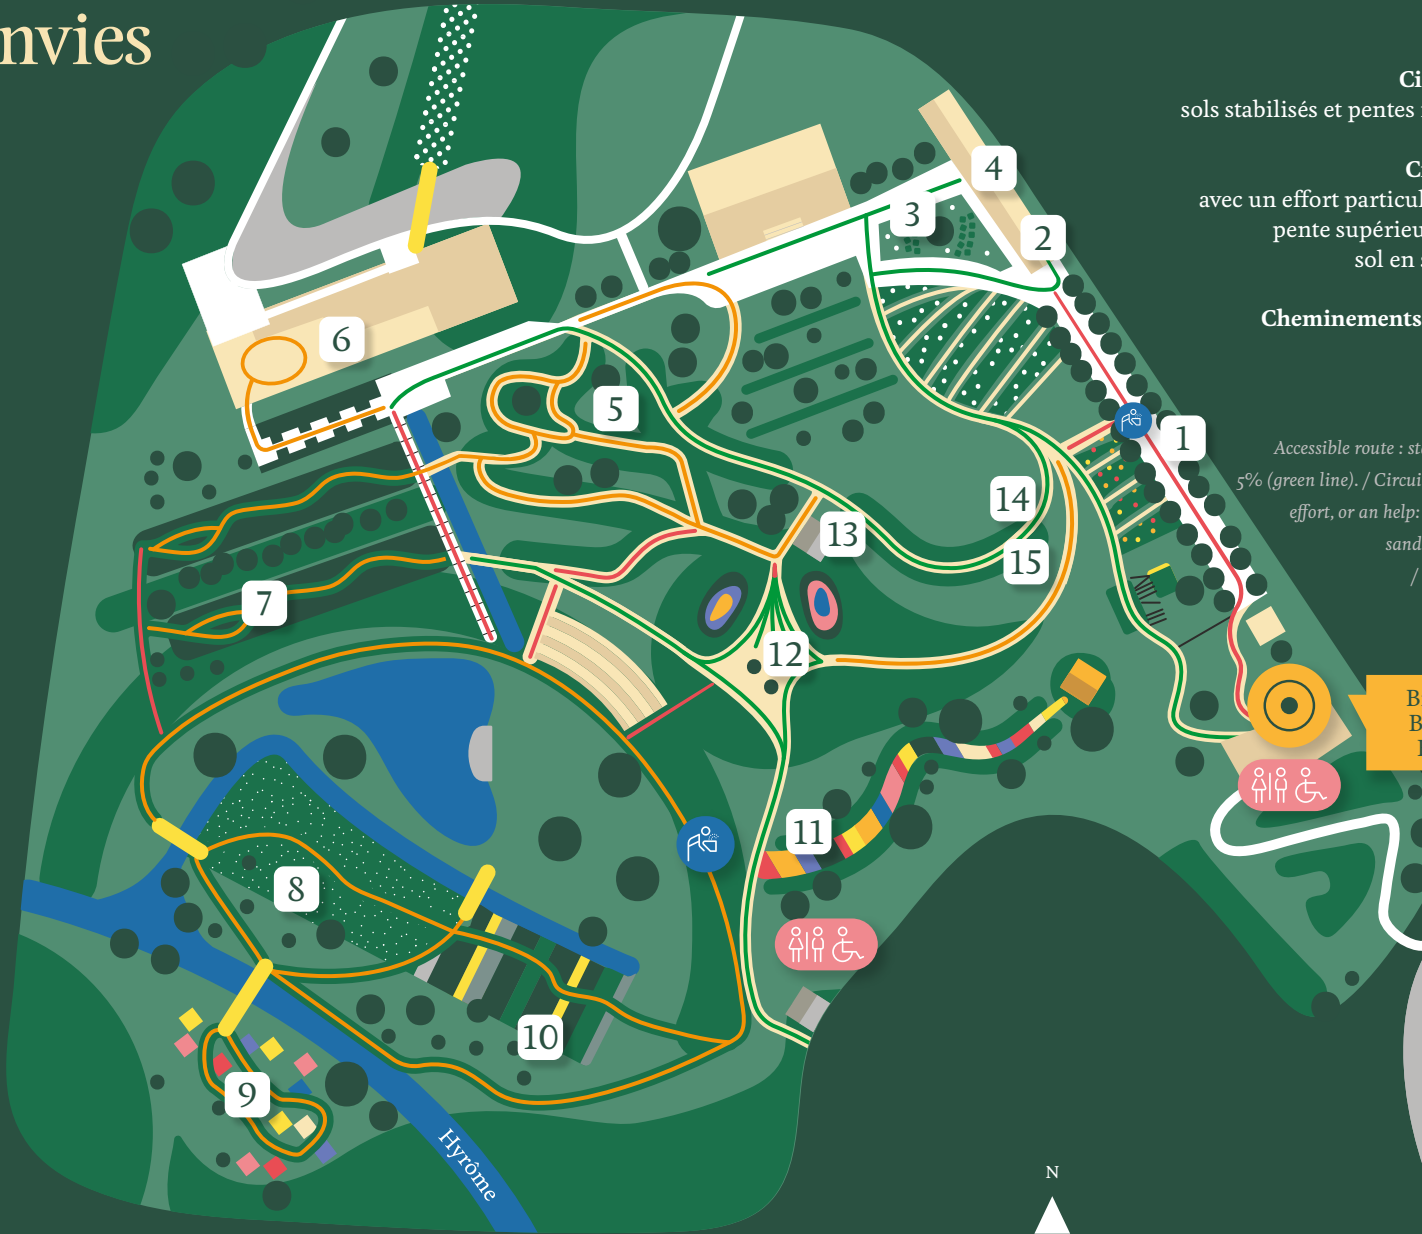 nvies
Ci
sols stabilisés et pentes
C
avec un effort particul
pente supérieu
sol en
Cheminements
Accessible route : st
5% (green line). / Circui
effort, or an help:
sand
/
B
B
4
3
2
6
5
1
14
13
15
7
12
11
8
10
9
Hyrôme
N